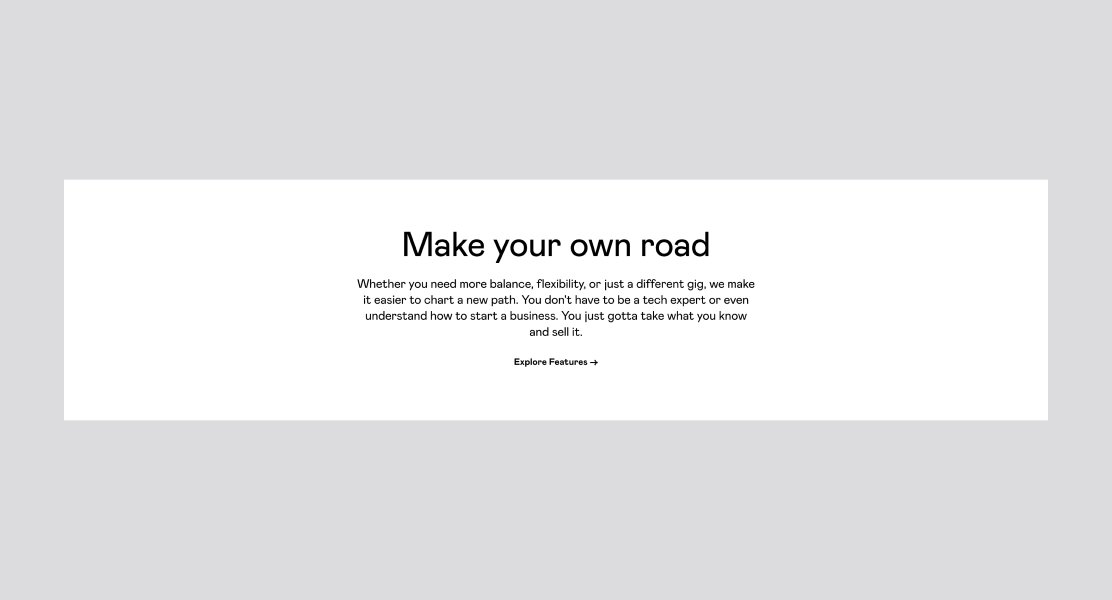 Make your own road
Whether you need more balance, flexibility, or just a different gig, we make
it easier to chart a new path. You don't have to be a tech expert or even
understand how to start a business. You just gotta take what you know
and sell it.
Explore Features →